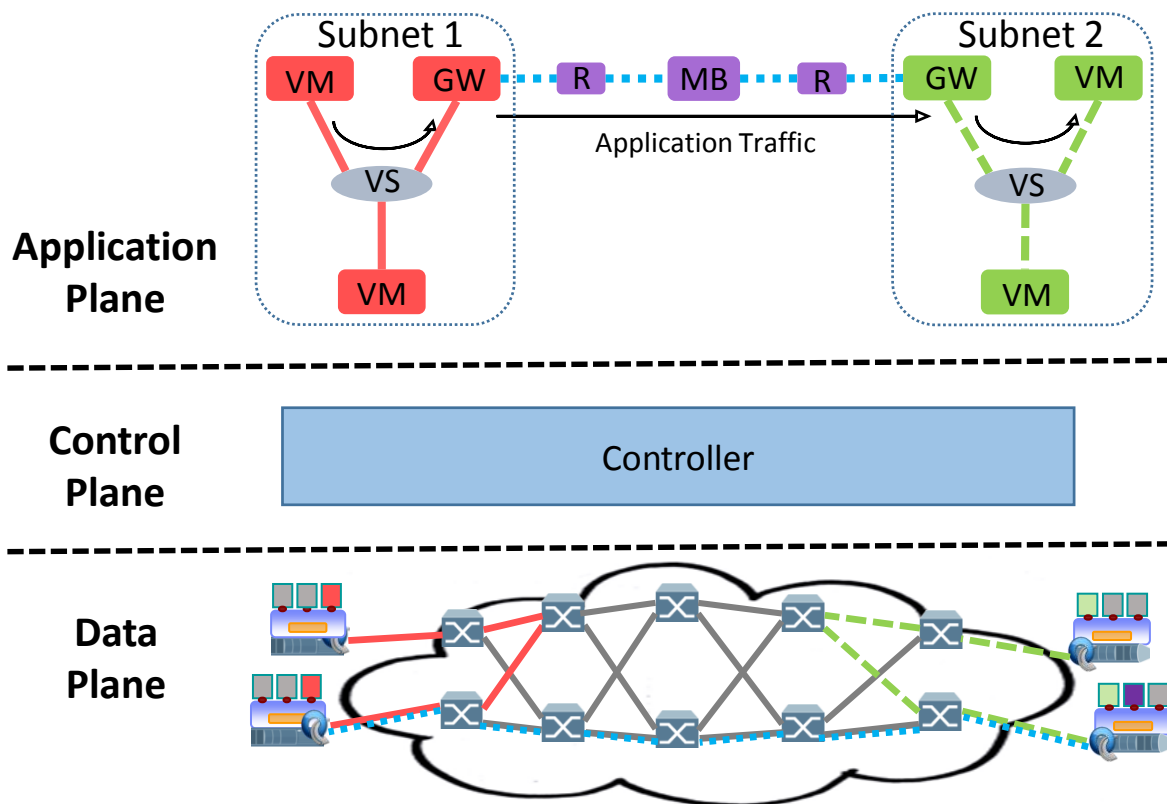 Subnet 1
Subnet 2
VM
GW
R
MB
R
GW
VM
Application Traffic
VS
VS
Application
Plane
VM
VM
Control
Plane
Controller
Data
Plane